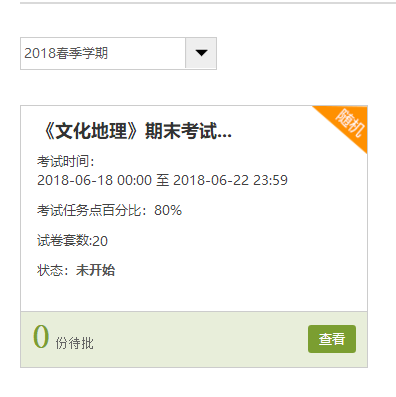 2018春季学期
《文化地理》期末考试...
随机
考试时间：
2018-06-18 00:00 至 2018-06-22 23:59
考试任务点百分比：80%
试卷套数:20
状态：未开始
0 份待批
查看